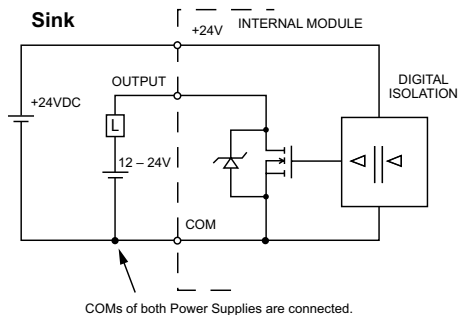 Sink
+24V
INTERNAL MODULE
OUTPUT
DIGITAL
ISOLATION
+24VDC
L
12 – 24V
COM
COMs of both Power Supplies are connected.